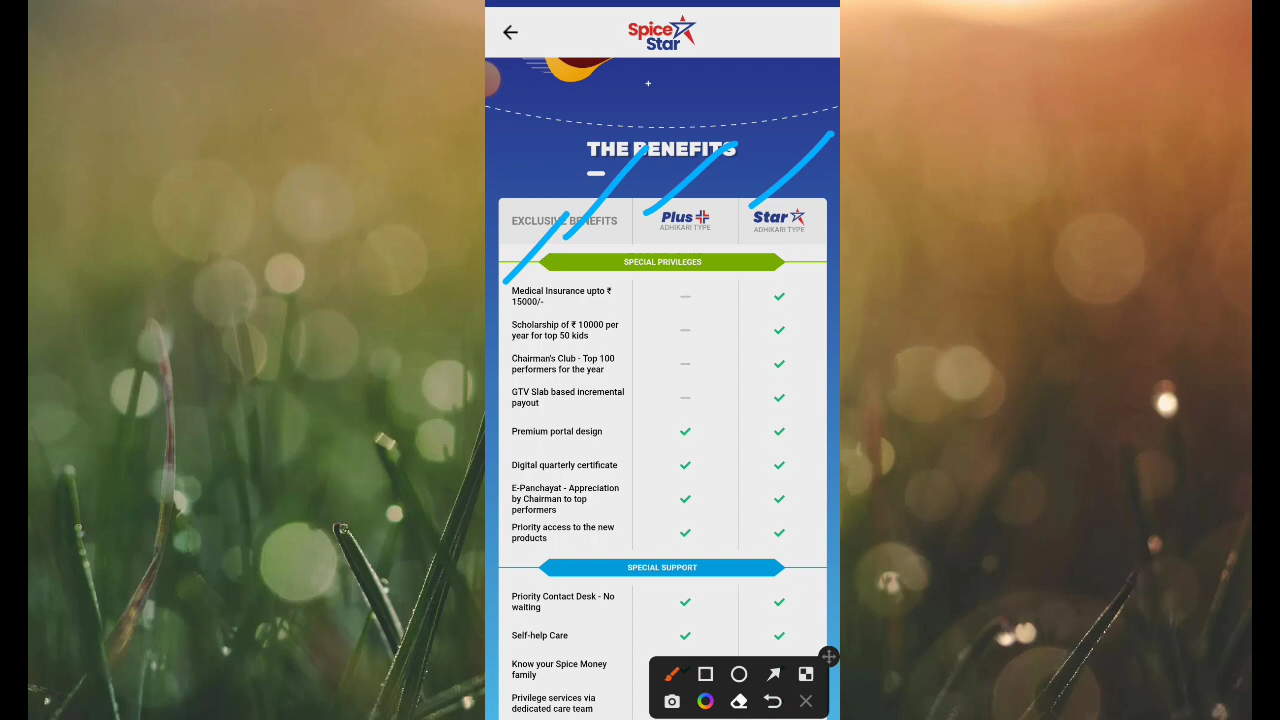 Spice
Star
THE BENEFITS
EXCLUSIVE BENEFITS
Plus
ADHIKARI TYPE
Star
ADHIKARI TYPE
SPECIAL PRIVILEGES
Medical Insurance upto ₹
15000/-
Scholarship of ₹ 10000 per
year for top 50 kids
Chairman's Club - Top 100
performers for the year
GTV Slab based incremental
payout
Premium portal design
Digital quarterly certificate
E-Panchayat - Appreciation
by Chairman to top
performers
Priority access to the new
products
SPECIAL SUPPORT
Priority Contact Desk - No
waiting
Self-help Care
Know your Spice Money
family
Privilege services via
dedicated care team